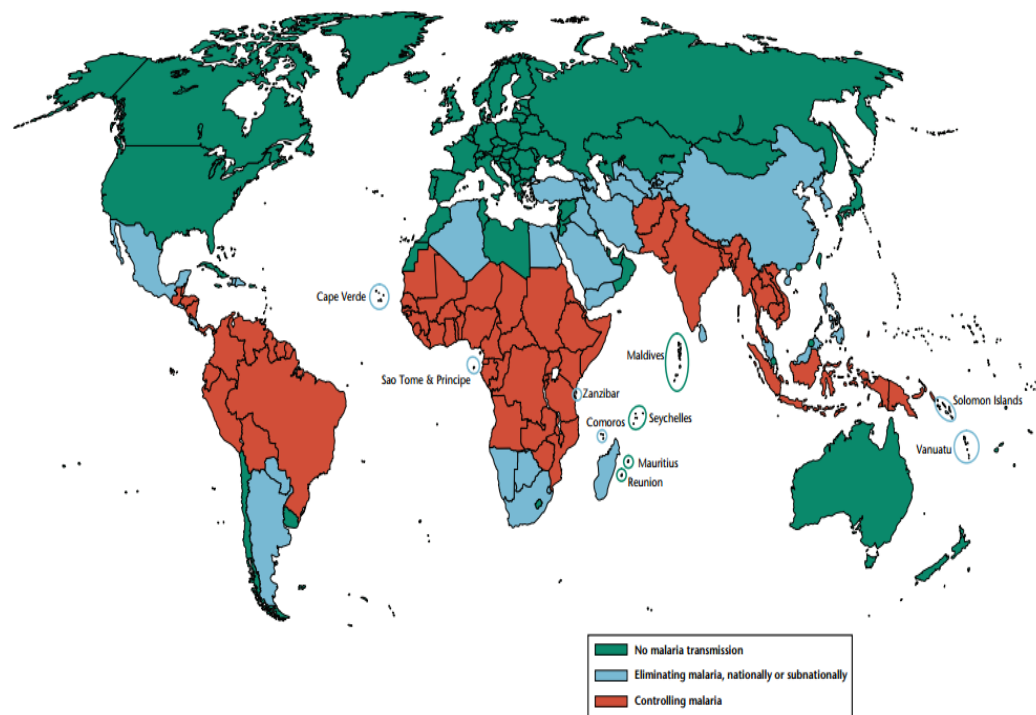 Cape Verde
Sao Tome & Principe
Maldives
Zanzibar
Comoros
Seychelles
Mauritius
Reunion
Solomon Islands
Vanuatu
No malaria transmission
Eliminating malaria, nationally or subnationally
Controlling malaria